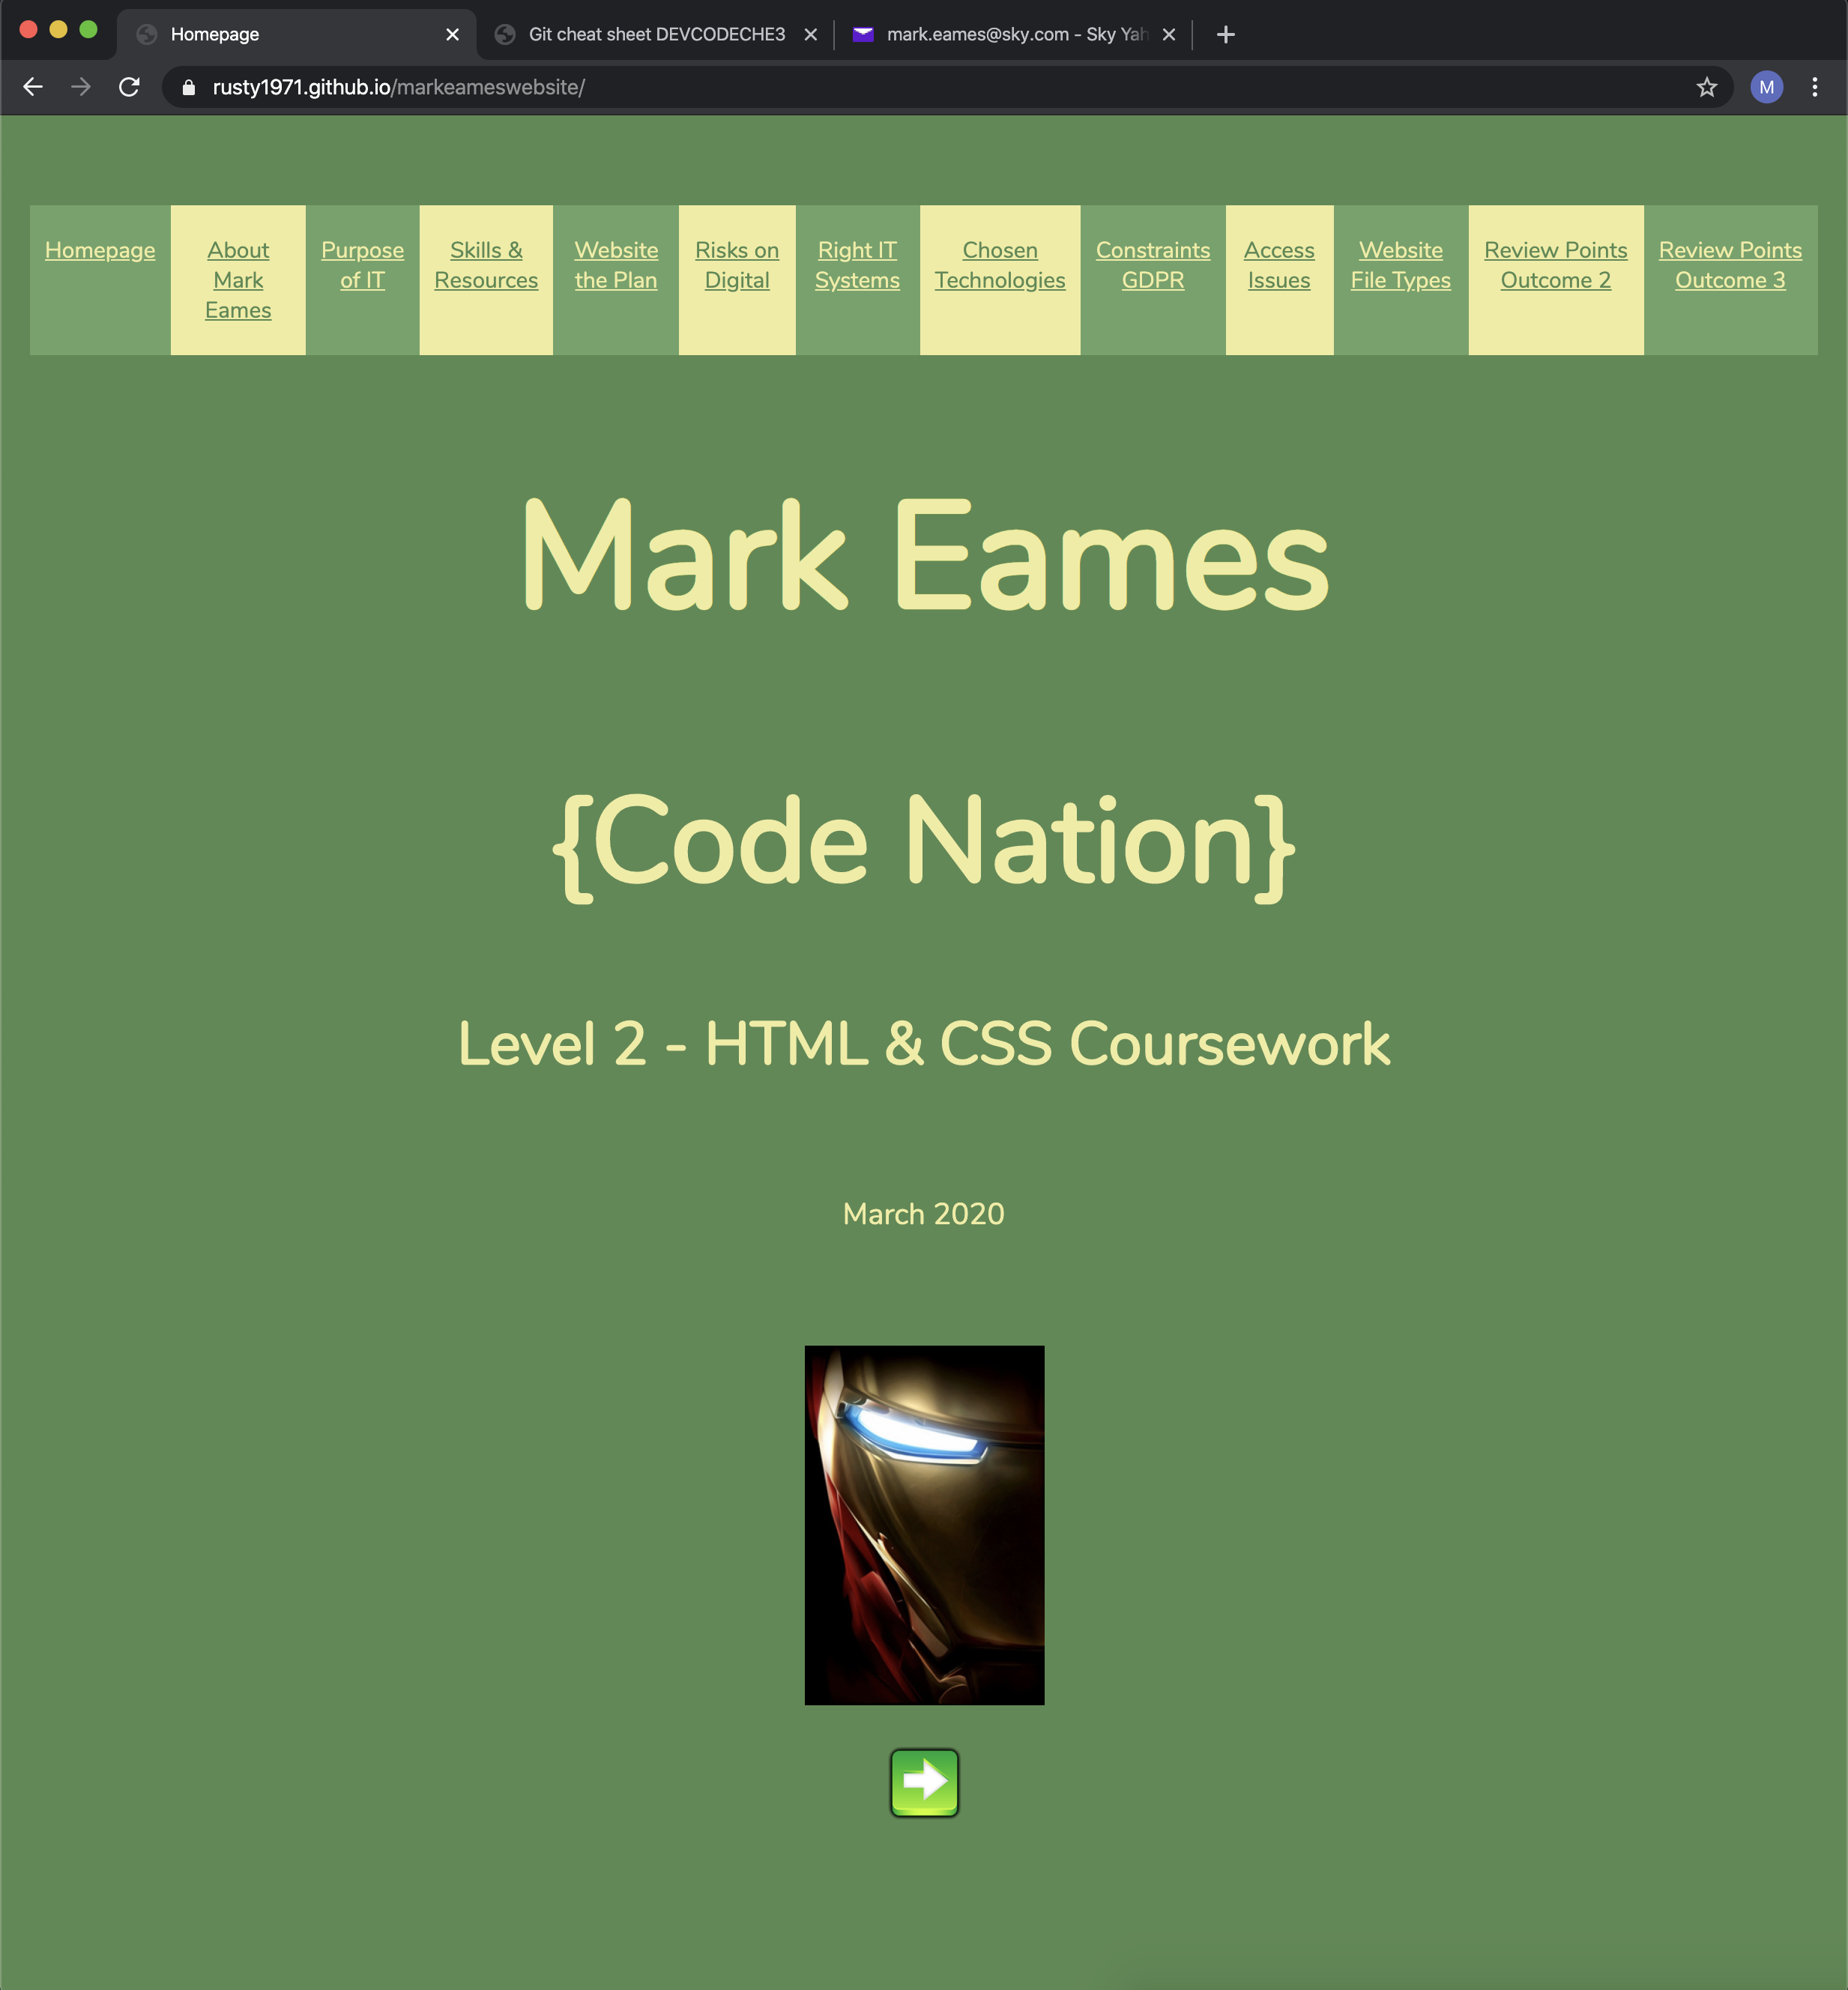 Homepage
Git cheat sheet DEVCODECHE3
mark.eames@sky.com - Sky Yah
rusty1971.github.io/markeameswebsite/
M
Homepage
About
Mark
Eames
Purpose
of IT
Skills &
Resources
Website
the Plan
Risks on
Digital
Right IT
Systems
Chosen
Technologies
Constraints
GDPR
Access
Issues
Website
File Types
Review Points
Outcome 2
Review Points
Outcome 3
Mark Eames
{Code Nation}
Level 2 - HTML & CSS Coursework
March 2020